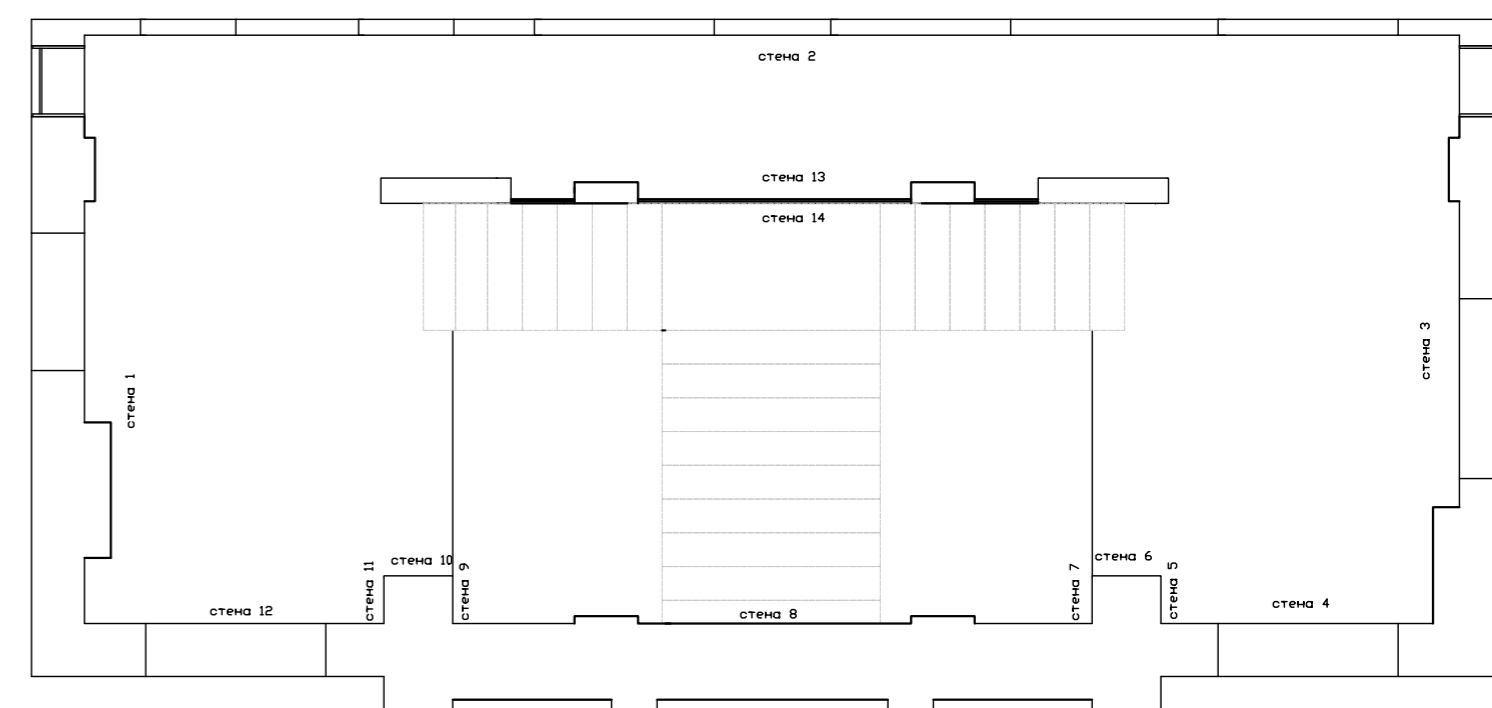 стена 2
стена 13
стена 14
стена 3
стена 1
стена 6
стена 10
стена 11
стена 9
стена 7
стена 5
стена 4
стена 12
стена 8